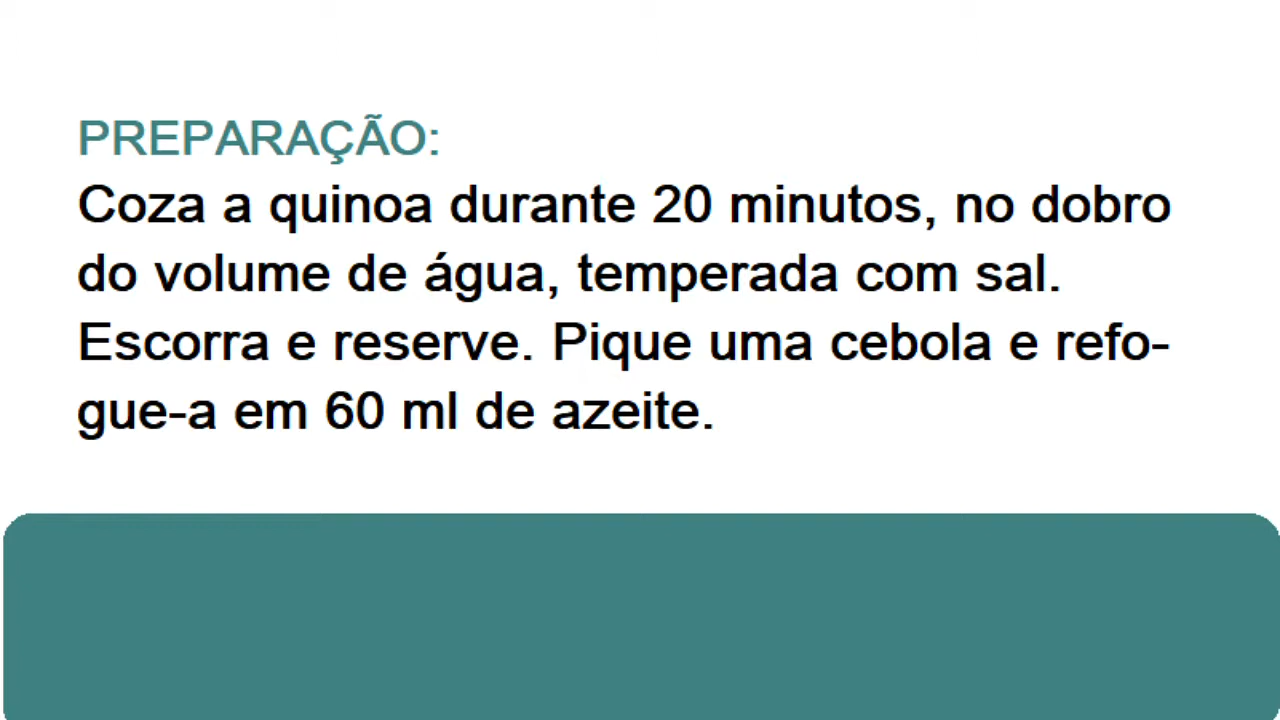 PREPARAÇÃO:
Coza a quinoa durante 20 minutos, no dobro
do volume de água, temperada com sal.
Escorra e reserve. Pique uma cebola e refo-
gue-a em 60 ml de azeite.